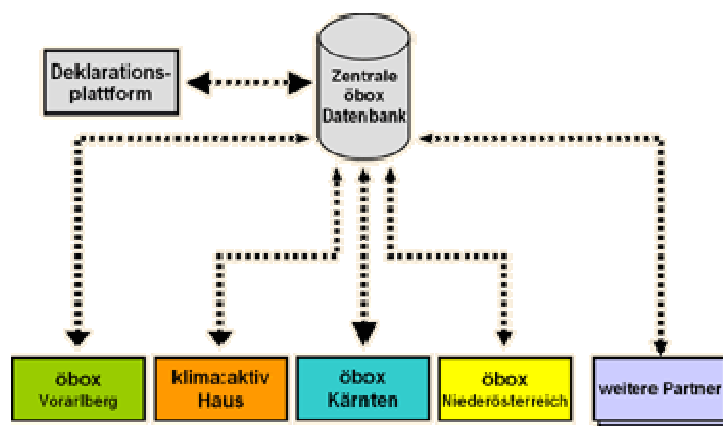 Deklarations-
plattform
Zentrale
öbox
Datenbank
öbox
Vorarlberg
klima:aktiv
Haus
öbox
Kärnten
öbox
Niederösterreich
weitere Partner